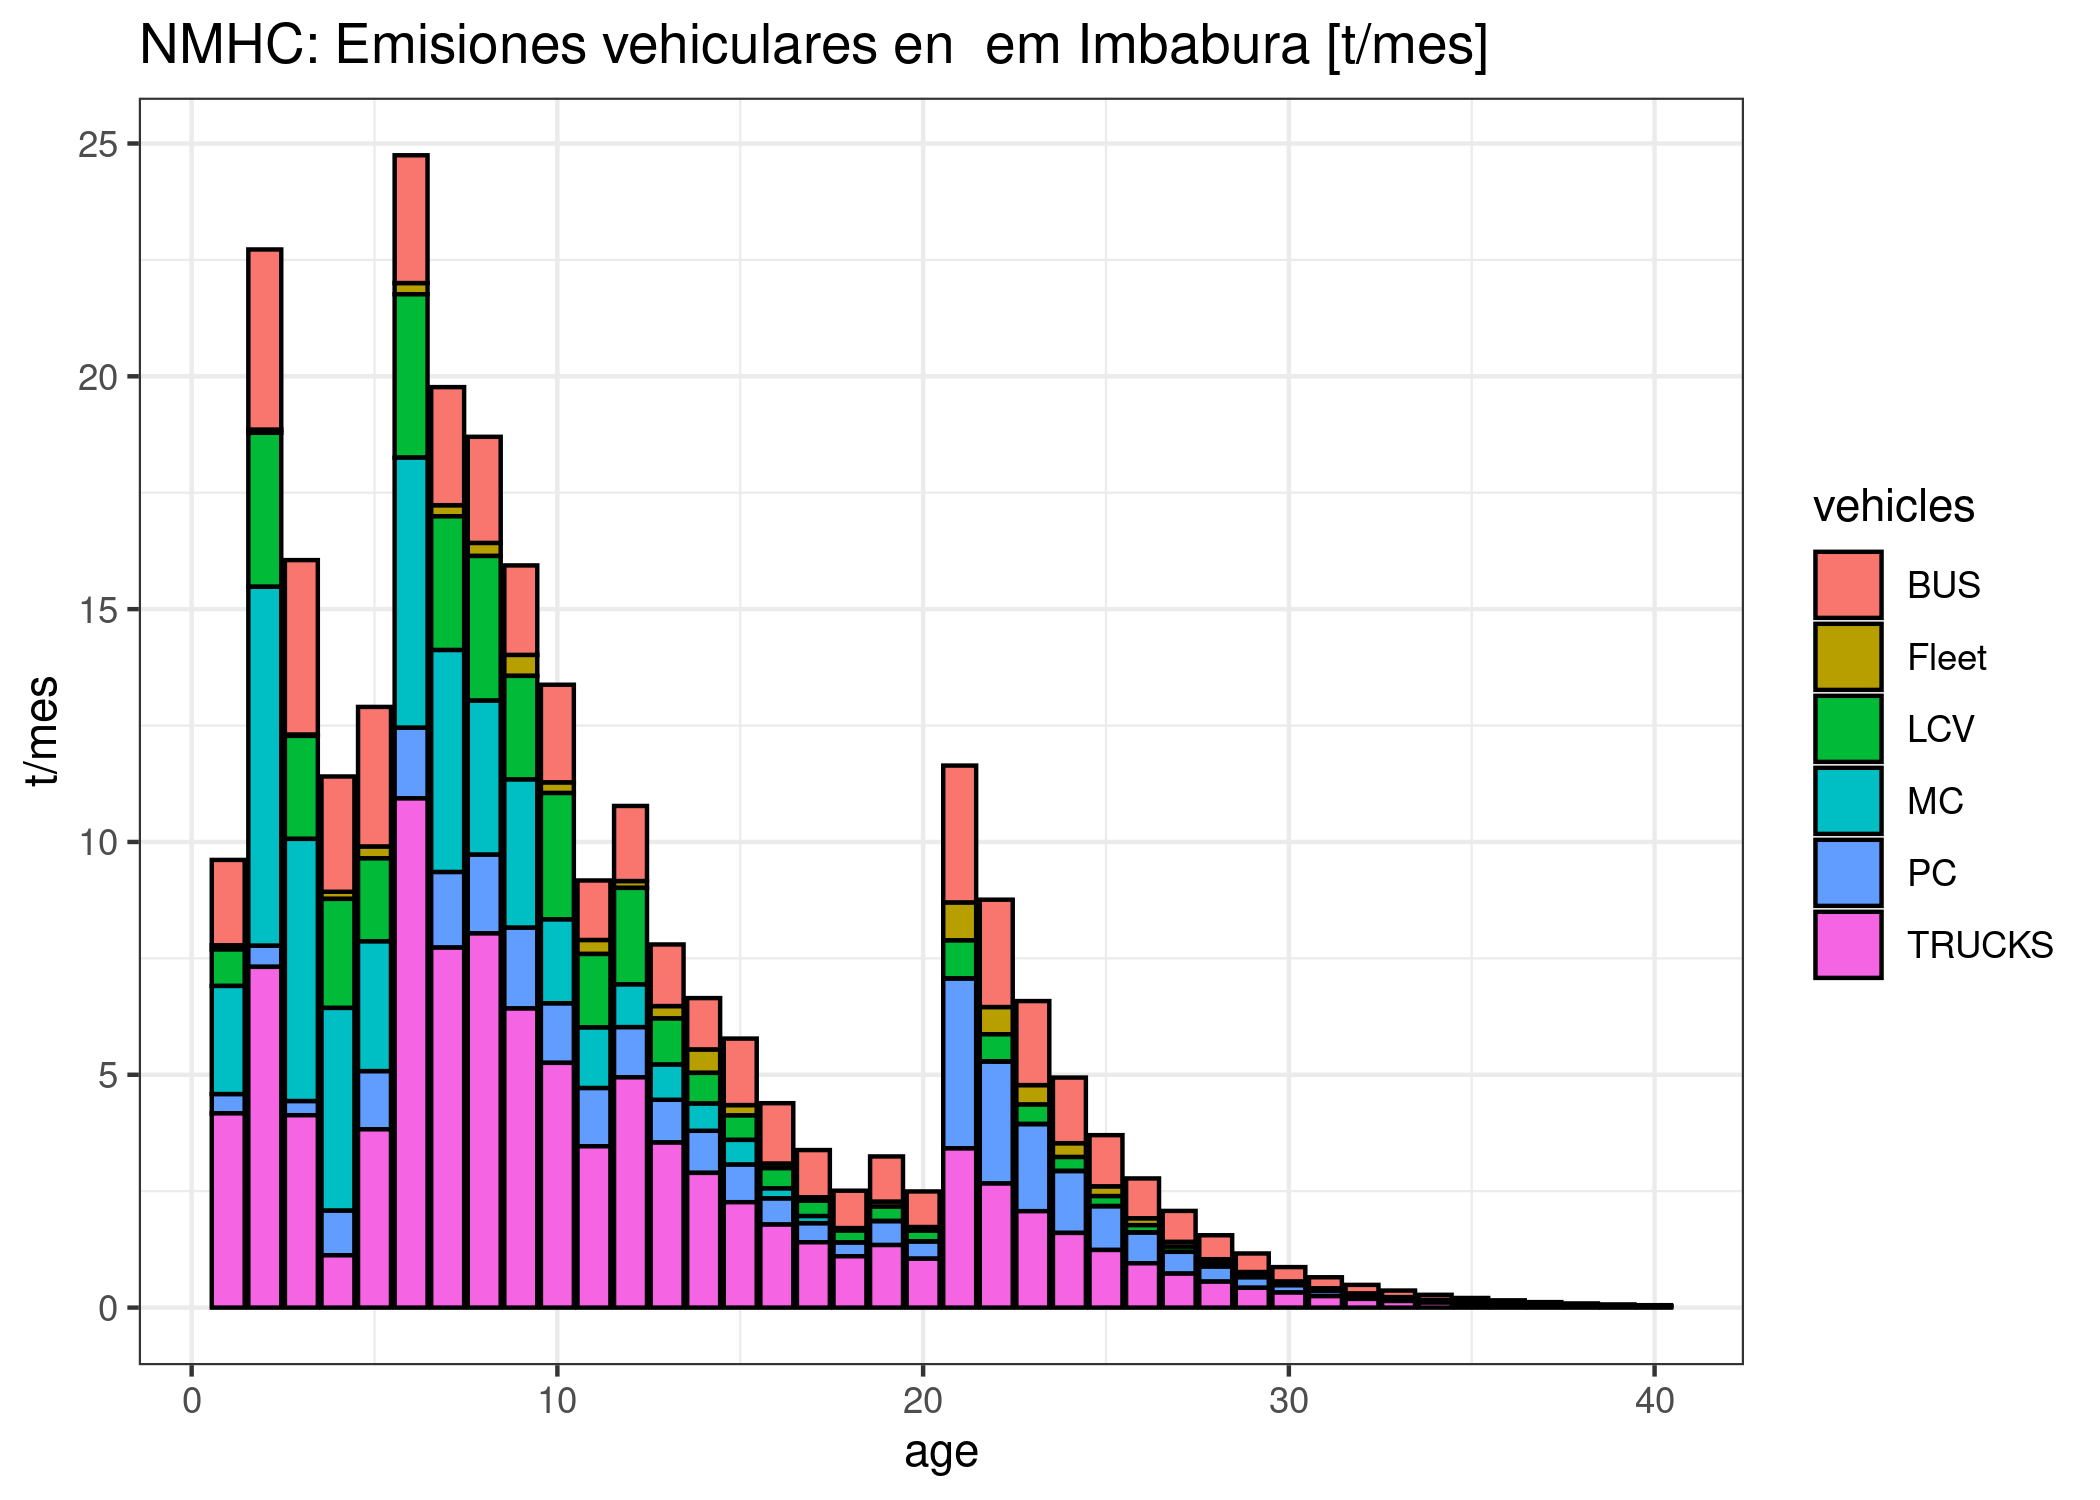 NMHC: Emisiones vehiculares en  em Imbabura [t/mes]
25
20
15
10
5
0
t/mes
0 10 20 30 40
age
vehicles
BUS
Fleet
LCV
MC
PC
TRUCKS